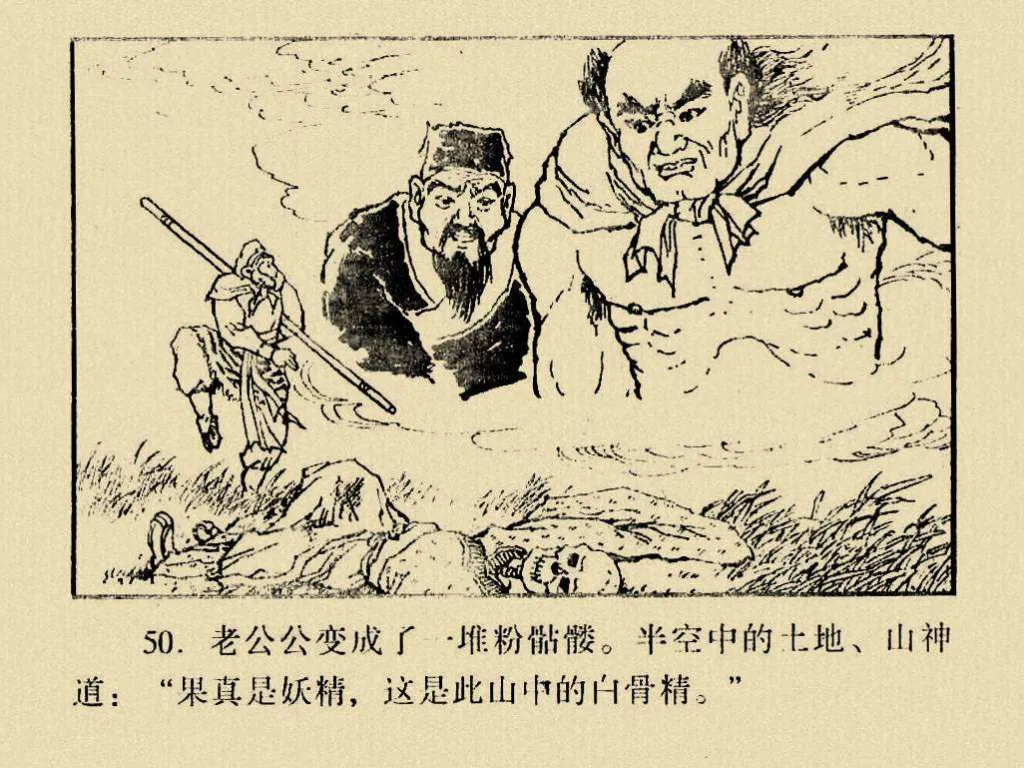 50. 老公公变成了一堆粉骷髅。半空中的土地、山神
道：“果真是妖精，这是此山中的白骨精。”